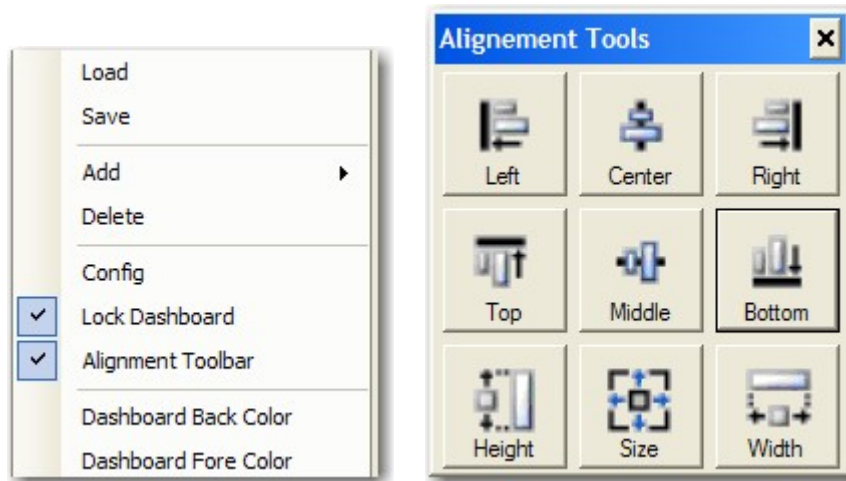 Load
Save
Add
Delete
Config
Lock Dashboard
Alignment Toolbar
Dashboard Back Color
Dashboard Fore Color
Alignement Tools
Left Center Right
Top Middle Bottom
Height Size Width